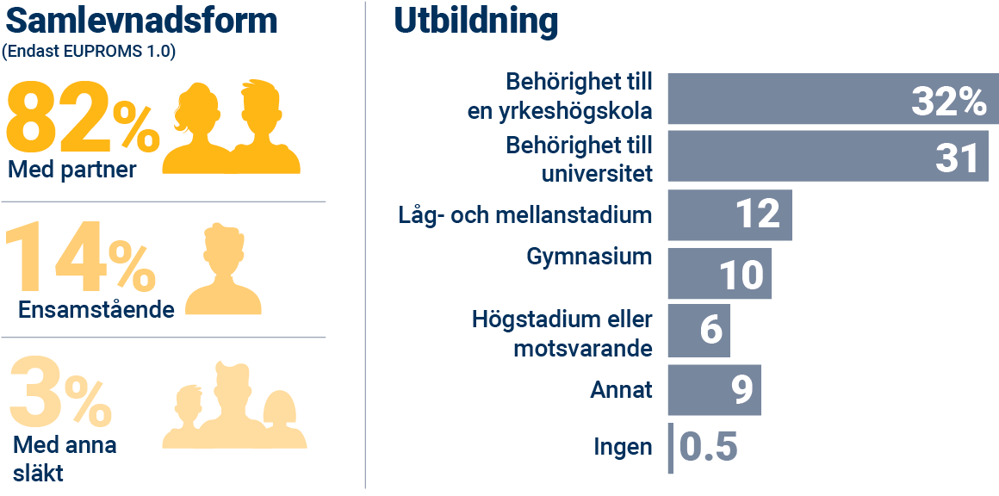 Samlevnadsform
(Endast EUPROMS 1.0)
82%
Med partner
14%
Ensamstående
3%
Med anna
släkt
Utbildning
Behörighet till
en yrkeshögskola
32%
Behörighet till
universitet
31
Låg- och mellanstadium
12
Gymnasium
10
Högstadium eller
motsvarande
6
Annat
9
Ingen
0.5